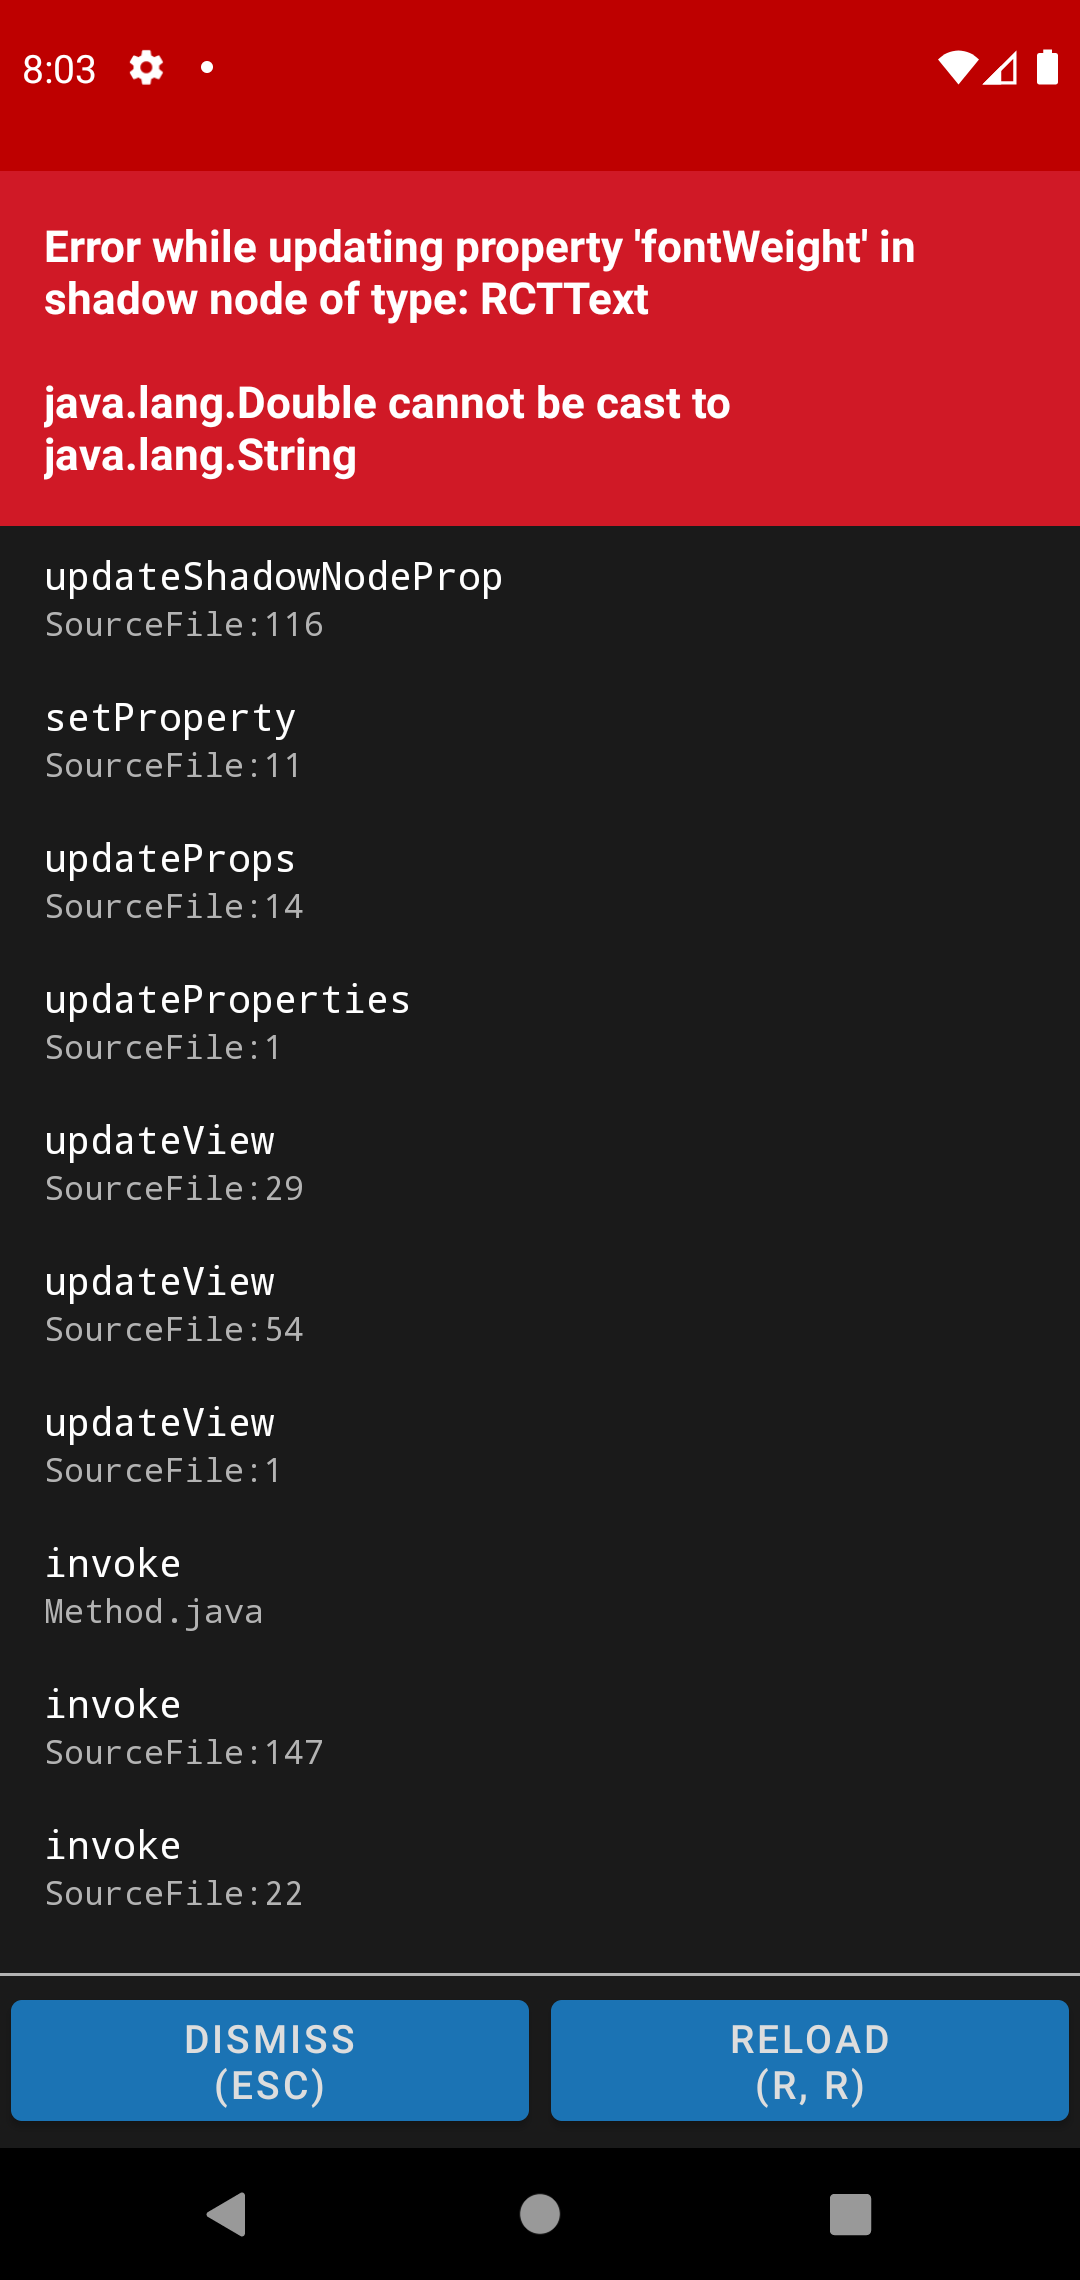 8:03
Error while updating property 'fontWeight' in
shadow node of type: RCTText
java.lang.Double cannot be cast to
java.lang.String
updateShadowNodeProp
SourceFile:116
setProperty
SourceFile:11
updateProps
SourceFile:14
updateProperties
SourceFile:1
updateView
SourceFile:29
updateView
SourceFile:54
updateView
SourceFile:1
invoke
Method.java
invoke
SourceFile:147
invoke
SourceFile:22
DISMISS
(ESC)
RELOAD
(R, R)